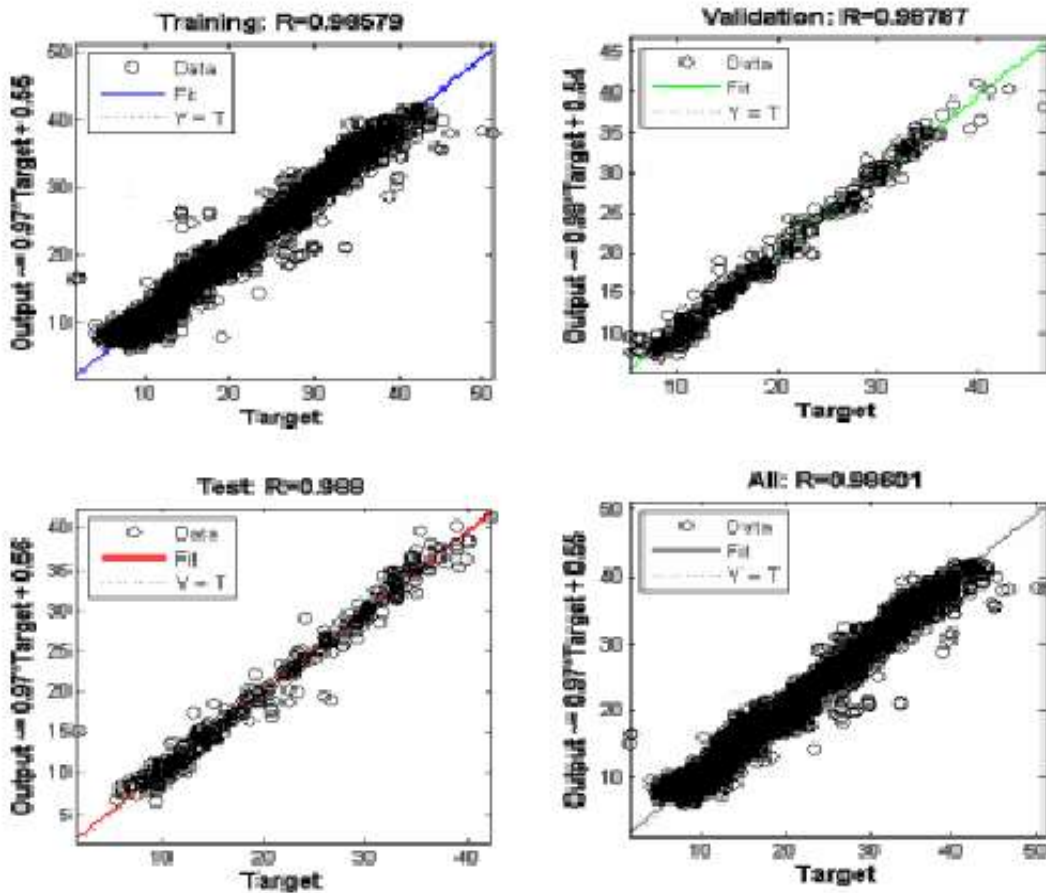 Training: R=0.98579
Output ~= 0.97*Target + 0.55
50
40
30
20
10
Data
Fit
Y = T
10 20 30 40 50
Target
Validation: R=0.98787
Output ~= 0.98*Target + 0.54
45
40
35
30
25
20
15
10
Data
Fit
Y = T
10 20 30 40
Target
Test: R=0.988
Output ~= 0.97*Target + 0.56
40
35
30
25
20
15
10
5
Data
Fit
Y = T
10 20 30 40
Target
All: R=0.98601
Output ~= 0.97*Target + 0.55
50
40
30
20
10
Data
Fit
Y = T
10 20 30 40 50
Target